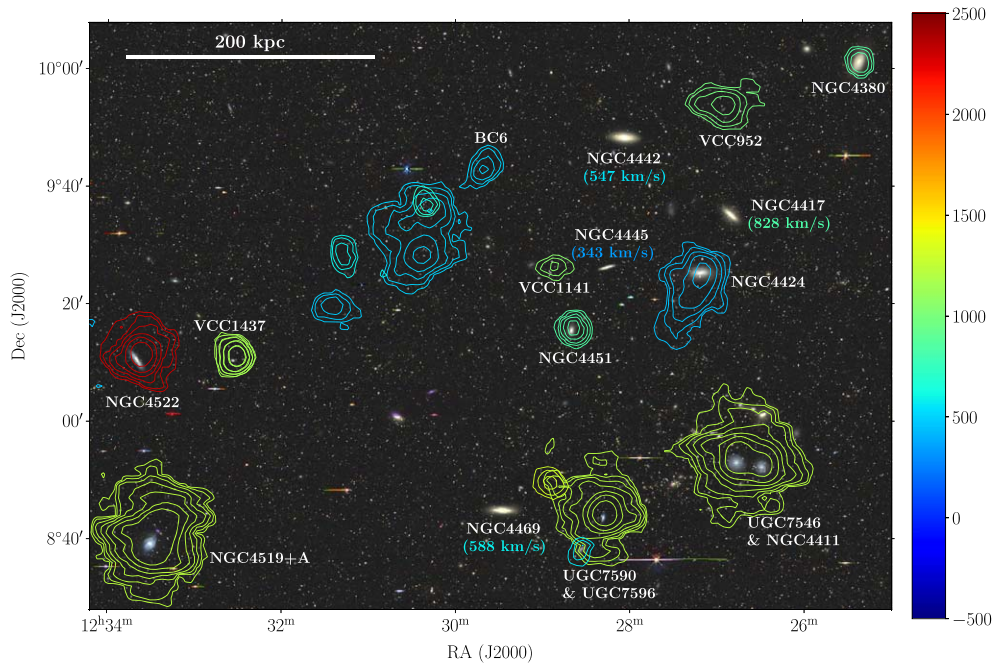 200 kpc
NGC4380
VCC952
BC6
NGC4442
(547 km/s)
NGC4417
(828 km/s)
NGC4445
(343 km/s)
NGC4424
VCC1141
NGC4451
VCC1437
NGC4522
NGC4469
(588 km/s)
NGC4519+A
UGC7546
& NGC4411
UGC7590
& UGC7596
10°00′
9°40′
20′
00′
8°40′
Dec (J2000)
12ʰ34ᵐ
32ᵐ
30ᵐ
28ᵐ
26ᵐ
RA (J2000)
2500
2000
1500
1000
500
0
−500